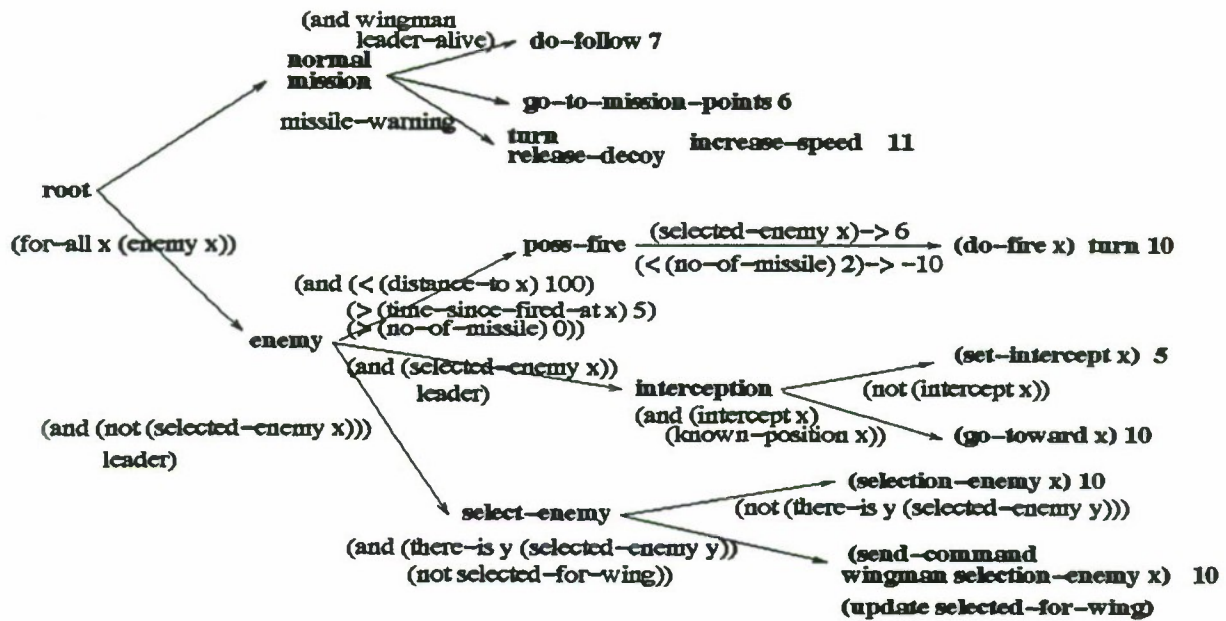 (and wingman
leader-alive)
do-follow 7
normal
mission
go-to-mission-points 6
missile-warning
turn
release-decoy
increase-speed 11
root
(for-all x (enemy x))
poss-fire
(selected-enemy x)-> 6
(< (no-of-missile) 2)-> -10
(do-fire x) turn 10
(and (< (distance-to x) 100)
(> (time-since-fired-at x) 5)
(> (no-of-missile) 0))
enemy
(and (selected-enemy x))
leader)
interception
(set-intercept x) 5
(not (intercept x))
(and (intercept x)
(known-position x))
(go-toward x) 10
(and (not (selected-enemy x)))
leader)
select-enemy
(selection-enemy x) 10
(not (there-is y (selected-enemy y)))
(and (there-is y (selected-enemy y))
(not selected-for-wing))
(send-command
wingman selection-enemy x) 10
(update selected-for-wing)